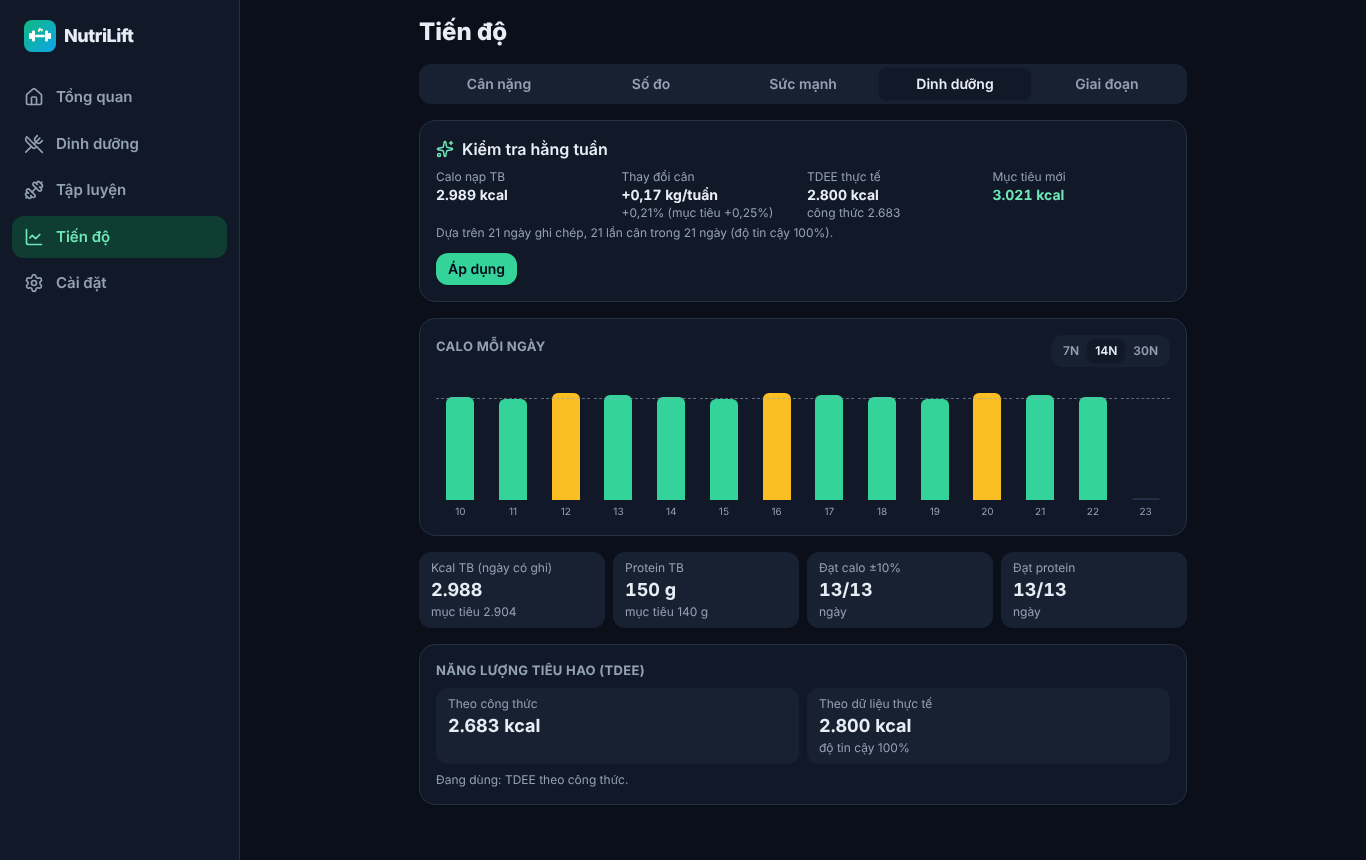 NutriLift
Tổng quan
Dinh dưỡng
Tập luyện
Tiến độ
Cài đặt
Tiến độ
Cân nặng
Số đo
Sức mạnh
Dinh dưỡng
Giai đoạn
Kiểm tra hằng tuần
Calo nạp TB
2.989 kcal
Thay đổi cân
+0,17 kg/tuần
+0,21% (mục tiêu +0,25%)
TDEE thực tế
2.800 kcal
công thức 2.683
Mục tiêu mới
3.021 kcal
Dựa trên 21 ngày ghi chép, 21 lần cân trong 21 ngày (độ tin cậy 100%).
Áp dụng
CALO MỖI NGÀY
7N 14N 30N
10 11 12 13 14 15 16 17 18 19 20 21 22 23
Kcal TB (ngày có ghi)
2.988
mục tiêu 2.904
Protein TB
150 g
mục tiêu 140 g
Đạt calo ±10%
13/13
ngày
Đạt protein
13/13
ngày
NĂNG LƯỢNG TIÊU HAO (TDEE)
Theo công thức
2.683 kcal
Theo dữ liệu thực tế
2.800 kcal
độ tin cậy 100%
Đang dùng: TDEE theo công thức.